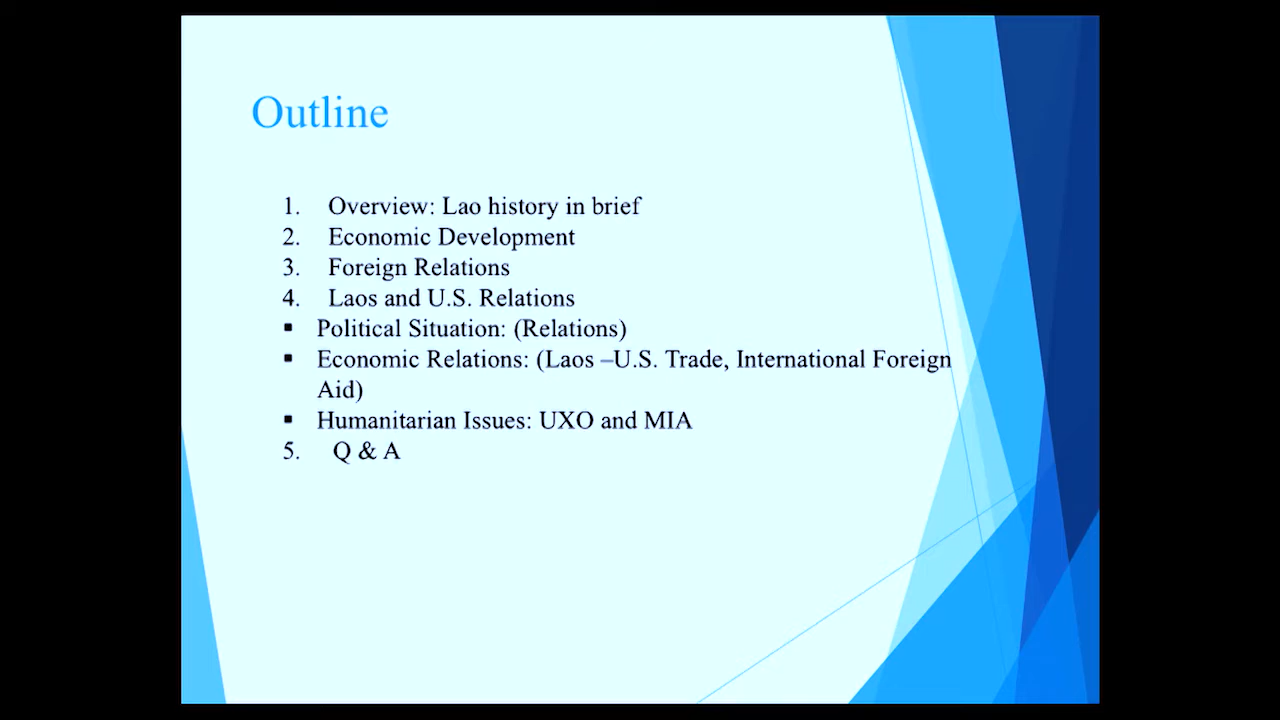 Outline
1. Overview: Lao history in brief
2. Economic Development
3. Foreign Relations
4. Laos and U.S. Relations
▪ Political Situation: (Relations)
▪ Economic Relations: (Laos –U.S. Trade, International Foreign
Aid)
▪ Humanitarian Issues: UXO and MIA
5. Q & A